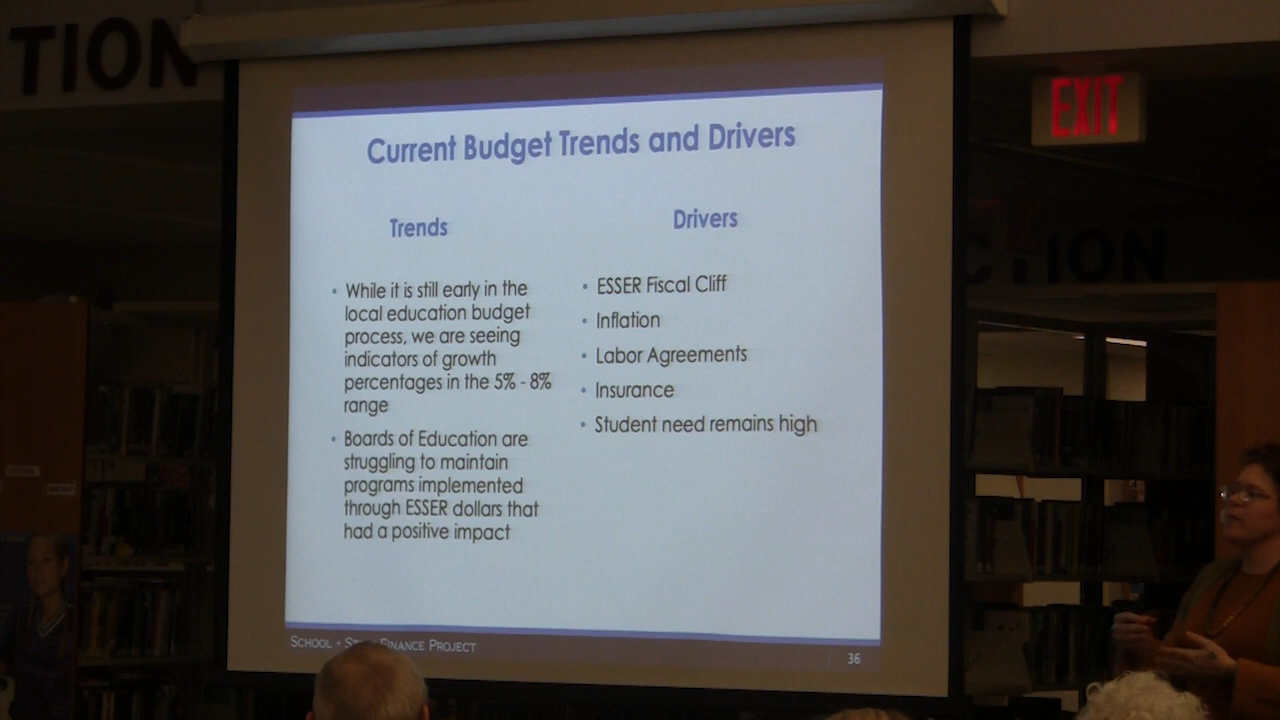 TION
EXIT
Current Budget Trends and Drivers
Trends
While it is still early in the
local education budget
process, we are seeing
indicators of growth
percentages in the 5% - 8%
range
• Boards of Education are
struggling to maintain
programs implemented
through ESSER dollars that
had a positive impact
Drivers
• ESSER Fiscal Cliff
• Inflation
• Labor Agreements
• Insurance
• Student need remains high
CTION
SCHOOL + FINANCE PROJECT
36